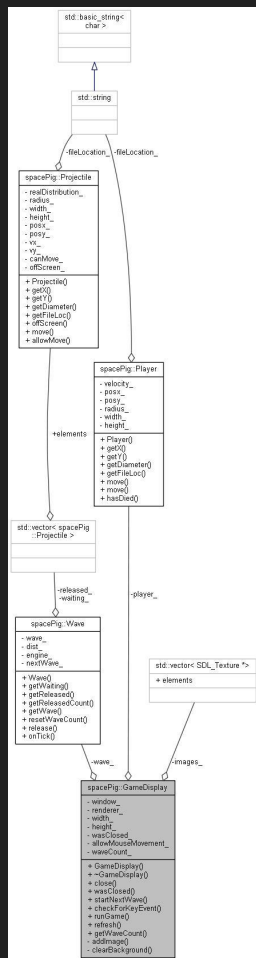 std::basic_string<
char >
std::string
-fileLocation_
-fileLocation_
spacePig::Projectile
- realDistribution_
- radius_
- width_
- height_
- posx_
- posy_
- vx_
- vy_
- canMove_
- offScreen_
+ Projectile()
+ getX()
+ getY()
+ getDiameter()
+ getFileLoc()
+ offScreen()
+ move()
+ allowMove()
spacePig::Player
- velocity_
- posx_
- posy_
- radius_
- width_
- height_
+ Player()
+ getX()
+ getY()
+ getDiameter()
+ getFileLoc()
+ move()
+ move()
+ hasDied()
+elements
std::vector< spacePig
::Projectile >
-released_
-waiting_
-player_
spacePig::Wave
- wave_
- dist_
- engine_
- nextWave_
+ Wave()
+ getWaiting()
+ getReleased()
+ getReleasedCount()
+ getWave()
+ resetWaveCount()
+ release()
+ onTick()
std::vector< SDL_Texture *>
+ elements
-wave_
-images_
spacePig::GameDisplay
- window_
- renderer_
- width_
- height_
- wasClosed_
- allowMouseMovement_
- waveCount_
+ GameDisplay()
+ ~GameDisplay()
+ close()
+ wasClosed()
+ startNextWave()
+ checkForKeyEvent()
+ runGame()
+ refresh()
+ getWaveCount()
- addImage()
- clearBackground()